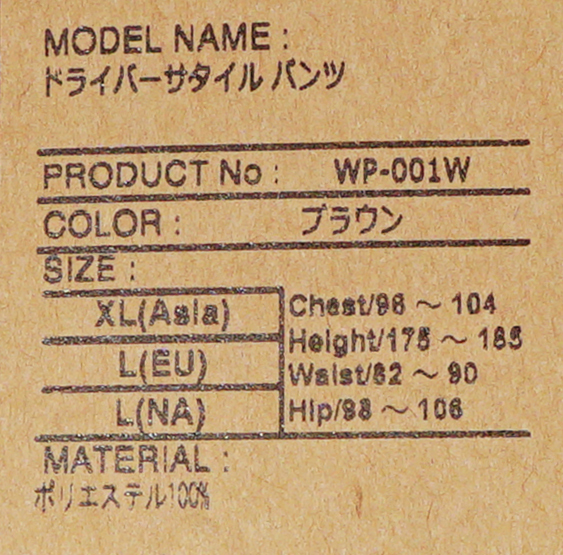 MODEL NAME :
ドライバーサタイル パンツ
PRODUCT No : WP-001W
COLOR : ブラウン
SIZE :
XL(Asia)
L(EU)
L(NA)
Chest/96 ～ 104
Height/175 ～ 185
Waist/82 ～ 90
Hip/98 ～ 106
MATERIAL :
ポリエステル100%